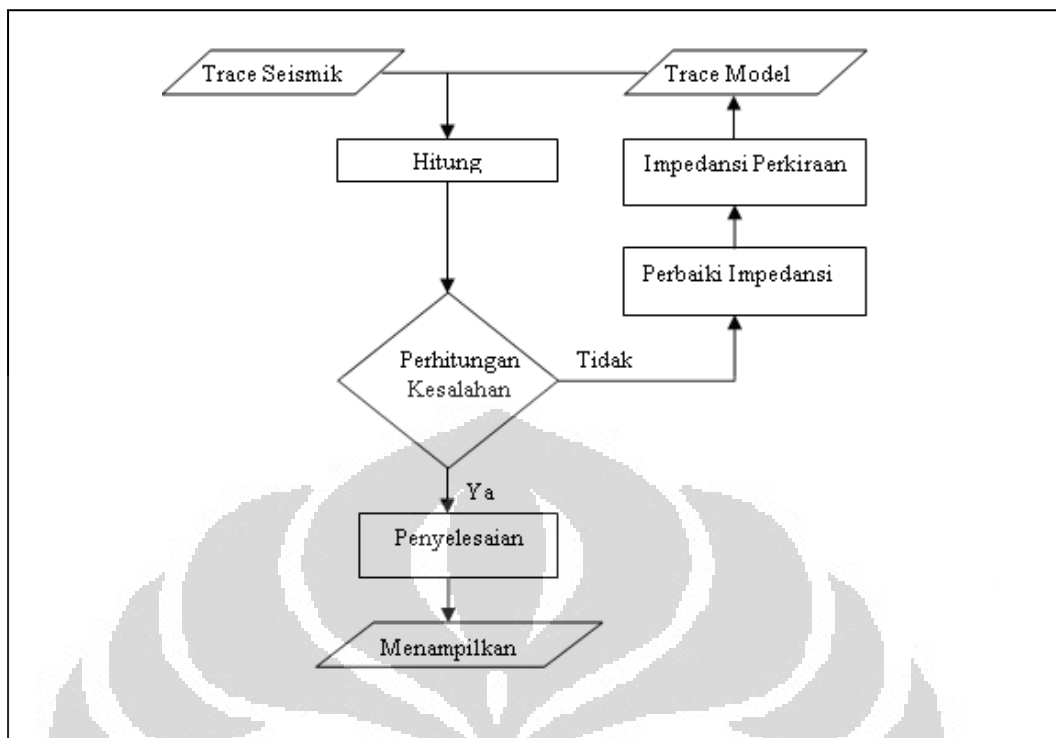 Trace Seismik
Trace Model
Hitung
Impedansi Perkiraan
Perbaiki Impedansi
Perhitungan
Kesalahan
Tidak
Ya
Penyelesaian
Menampilkan